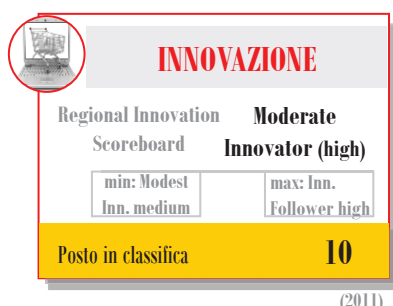 INNOVAZIONE
Regional Innovation Scoreboard
Moderate Innovator (high)
min: Modest Inn. medium
max: Inn. Follower high
Posto in classifica 10
(2011)